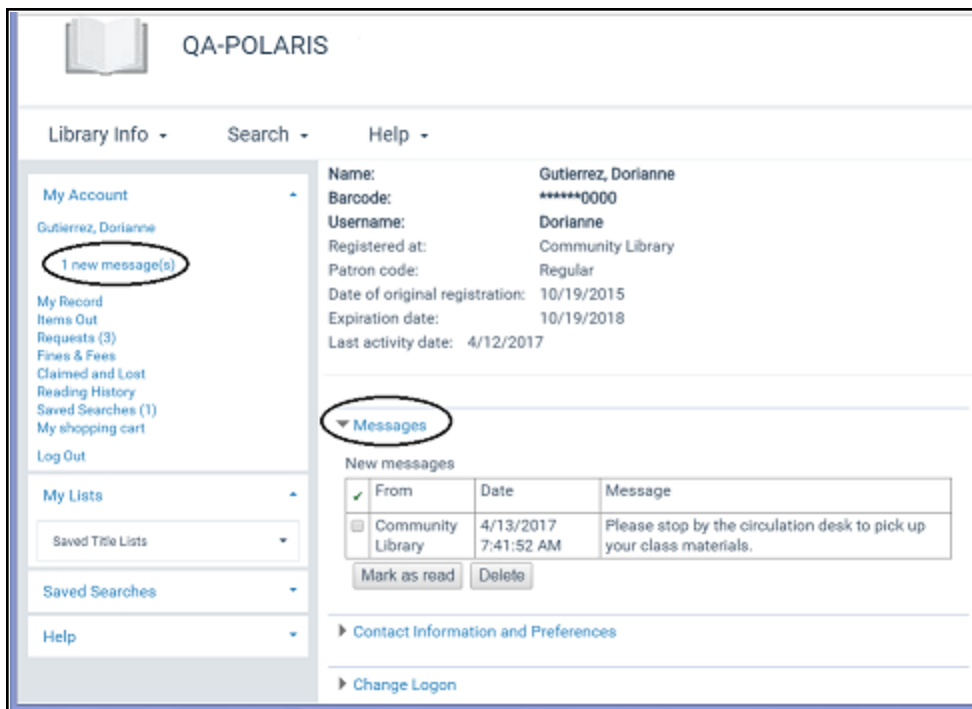 QA-POLARIS
Library Info
Search
Help
My Account
Gutierrez, Dorianne
1 new message(s)
My Record
Items Out
Requests (3)
Fines & Fees
Claimed and Lost
Reading History
Saved Searches (1)
My shopping cart
Log Out
My Lists
Saved Title Lists
Saved Searches
Help
Name: Gutierrez, Dorianne
Barcode: ******0000
Username: Dorianne
Registered at: Community Library
Patron code: Regular
Date of original registration: 10/19/2015
Expiration date: 10/19/2018
Last activity date: 4/12/2017
Messages
New messages
From Date Message
Community 4/13/2017 Please stop by the circulation desk to pick up
Library 7:41:52 AM your class materials.
Mark as read Delete
Contact Information and Preferences
Change Logon